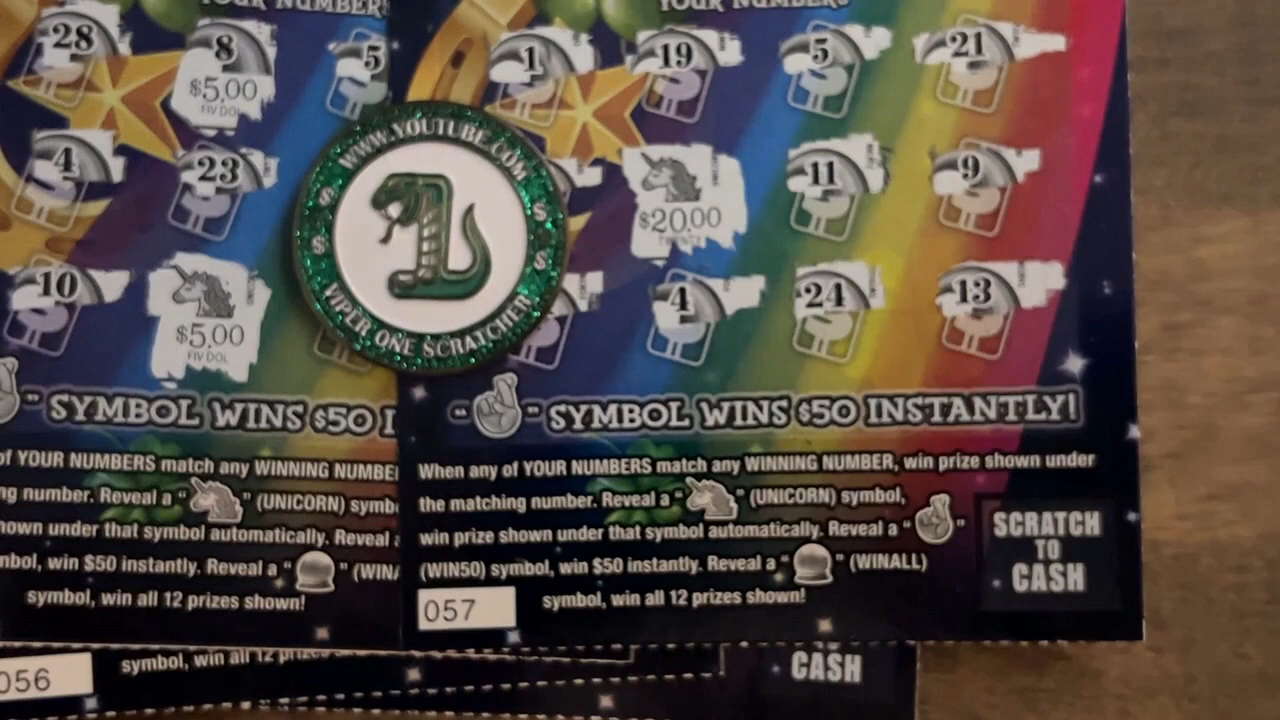 YOUR NUMBERS
28 8 5
$5.00
FIV DOL
4 23
10
$5.00
FIV DOL
" SYMBOL WINS $50 I
of YOUR NUMBERS match any WINNING NUMBE
ng number. Reveal a " " (UNICORN) symb
hown under that symbol automatically. Reveal a
mbol, win $50 instantly. Reveal a " " (WIN
symbol, win all 12 prizes shown!
WWW.YOUTUBE.COM
$ $
$ $
VIPER ONE SCRATCHER
YOUR NUMBERS
1 19 5 21
11 9
$20.00
TWENTY
4 24 13
" " SYMBOL WINS $50 INSTANTLY!
When any of YOUR NUMBERS match any WINNING NUMBER, win prize shown under
the matching number. Reveal a " " (UNICORN) symbol,
win prize shown under that symbol automatically. Reveal a " "
(WIN50) symbol, win $50 instantly. Reveal a " " (WINALL)
symbol, win all 12 prizes shown!
057
SCRATCH
TO
CASH
056
symbol, win all 12 prizes
CASH